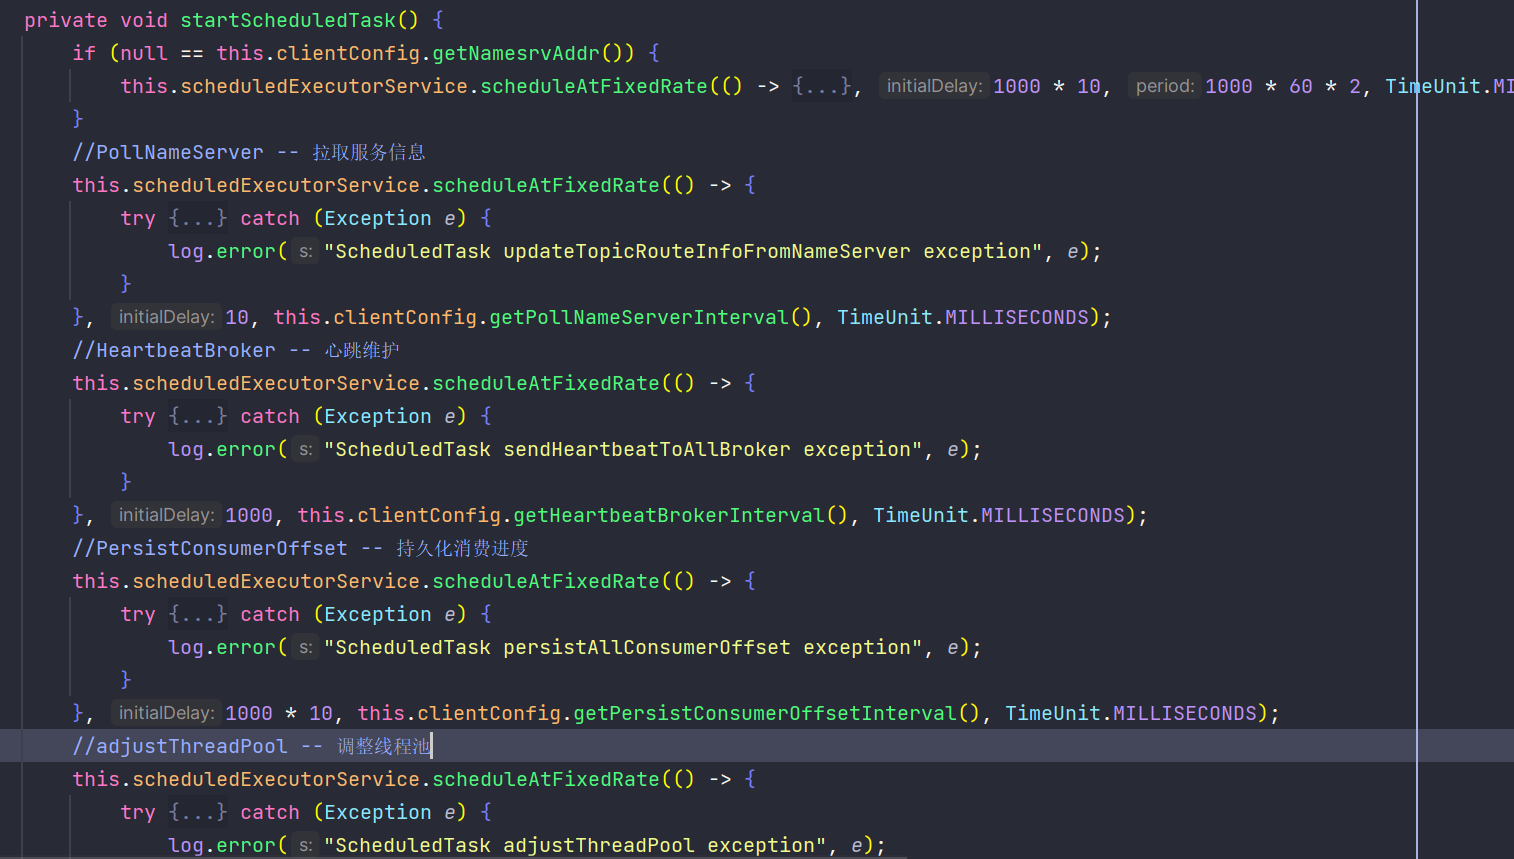 private void startScheduledTask() {
if (null == this.clientConfig.getNamesrvAddr()) {
this.scheduledExecutorService.scheduleAtFixedRate(() -> {...}, initialDelay: 1000 * 10, period: 1000 * 60 * 2, TimeUnit.MI
}
//PollNameServer -- 拉取服务信息
this.scheduledExecutorService.scheduleAtFixedRate(() -> {
try {...} catch (Exception e) {
log.error( s: "ScheduledTask updateTopicRouteInfoFromNameServer exception", e);
}
}, initialDelay: 10, this.clientConfig.getPollNameServerInterval(), TimeUnit.MILLISECONDS);
//HeartbeatBroker -- 心跳维护
this.scheduledExecutorService.scheduleAtFixedRate(() -> {
try {...} catch (Exception e) {
log.error( s: "ScheduledTask sendHeartbeatToAllBroker exception", e);
}
}, initialDelay: 1000, this.clientConfig.getHeartbeatBrokerInterval(), TimeUnit.MILLISECONDS);
//PersistConsumerOffset -- 持久化消费进度
this.scheduledExecutorService.scheduleAtFixedRate(() -> {
try {...} catch (Exception e) {
log.error( s: "ScheduledTask persistAllConsumerOffset exception", e);
}
}, initialDelay: 1000 * 10, this.clientConfig.getPersistConsumerOffsetInterval(), TimeUnit.MILLISECONDS);
//adjustThreadPool -- 调整线程池
this.scheduledExecutorService.scheduleAtFixedRate(() -> {
try {...} catch (Exception e) {
log.error( s: "ScheduledTask adjustThreadPool exception", e);